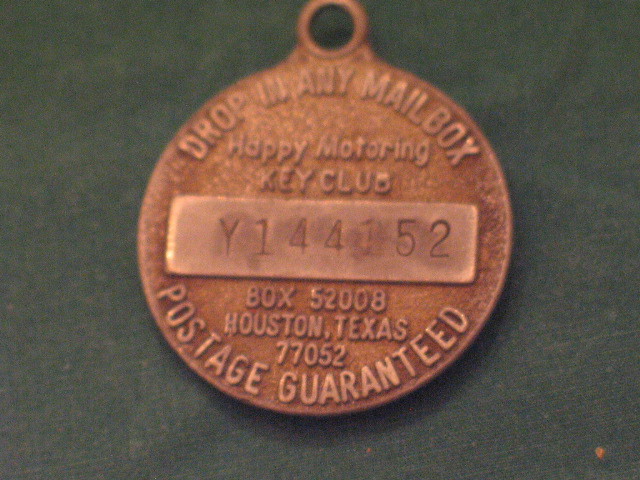 DROP IN ANY MAILBOX
Happy Motoring
KEY CLUB
Y144152
BOX 52008
HOUSTON, TEXAS
77052
POSTAGE GUARANTEED